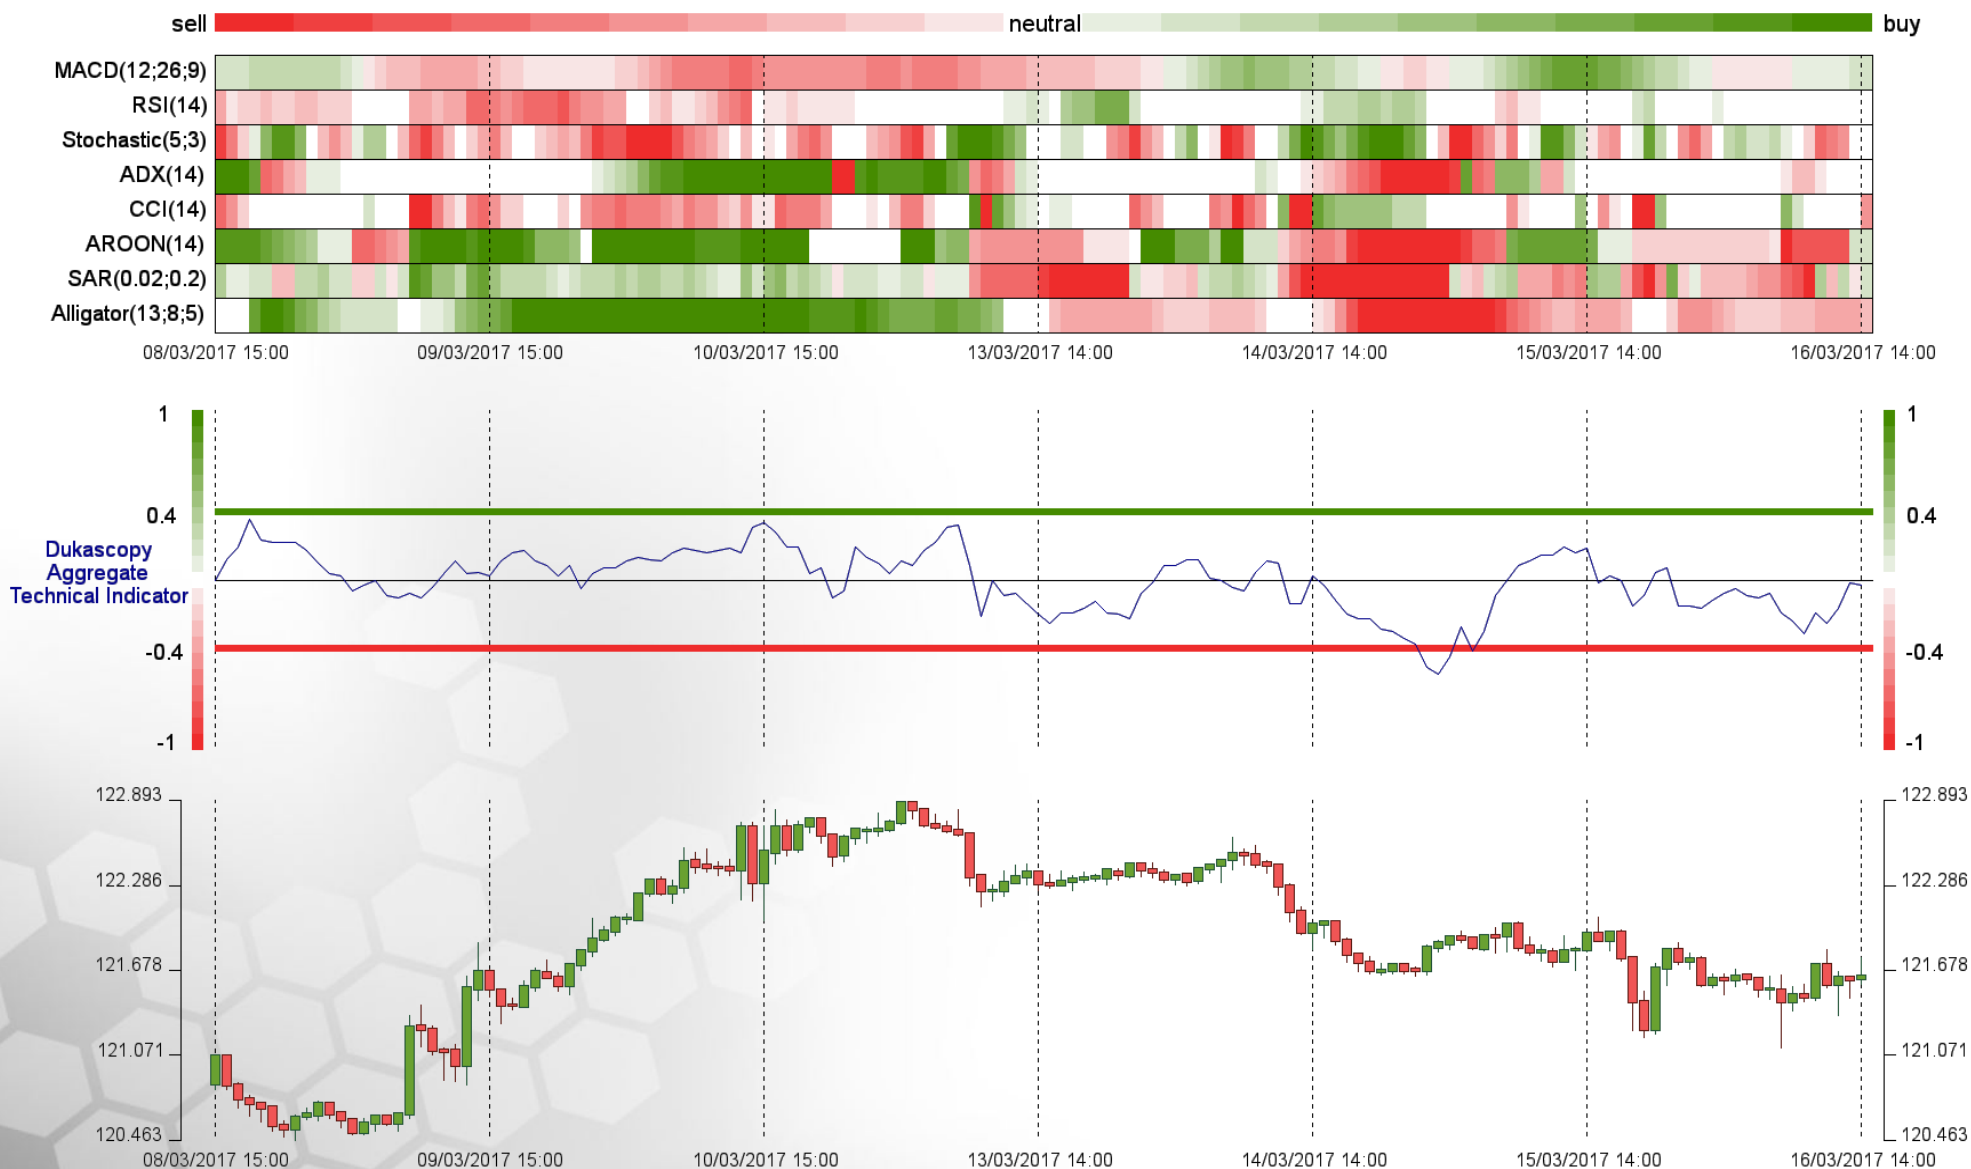 sell neutral buy
MACD(12;26;9)
RSI(14)
Stochastic(5;3)
ADX(14)
CCI(14)
AROON(14)
SAR(0.02;0.2)
Alligator(13;8;5)
08/03/2017 15:00 09/03/2017 15:00 10/03/2017 15:00 13/03/2017 14:00 14/03/2017 14:00 15/03/2017 14:00 16/03/2017 14:00
1 1
0.4 0.4
Dukascopy
Aggregate
Technical Indicator
-0.4 -0.4
-1 -1
122.893 122.893
122.286 122.286
121.678 121.678
121.071 121.071
120.463 120.463
08/03/2017 15:00 09/03/2017 15:00 10/03/2017 15:00 13/03/2017 14:00 14/03/2017 14:00 15/03/2017 14:00 16/03/2017 14:00